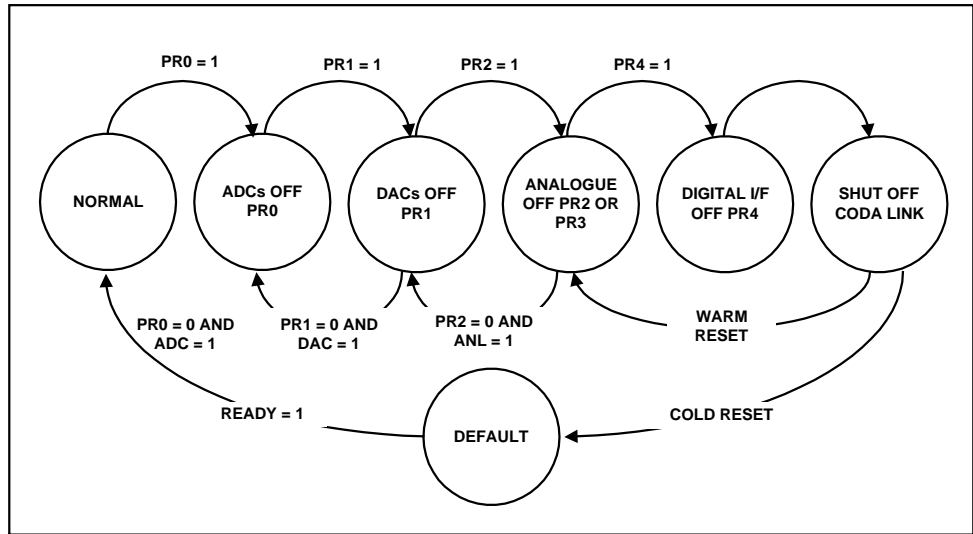 PR0 = 1
PR1 = 1
PR2 = 1
PR4 = 1
NORMAL
ADCs OFF
PR0
DACs OFF
PR1
ANALOGUE
OFF PR2 OR
PR3
DIGITAL I/F
OFF PR4
SHUT OFF
CODA LINK
PR0 = 0 AND
ADC = 1
PR1 = 0 AND
DAC = 1
PR2 = 0 AND
ANL = 1
WARM
RESET
READY = 1
DEFAULT
COLD RESET